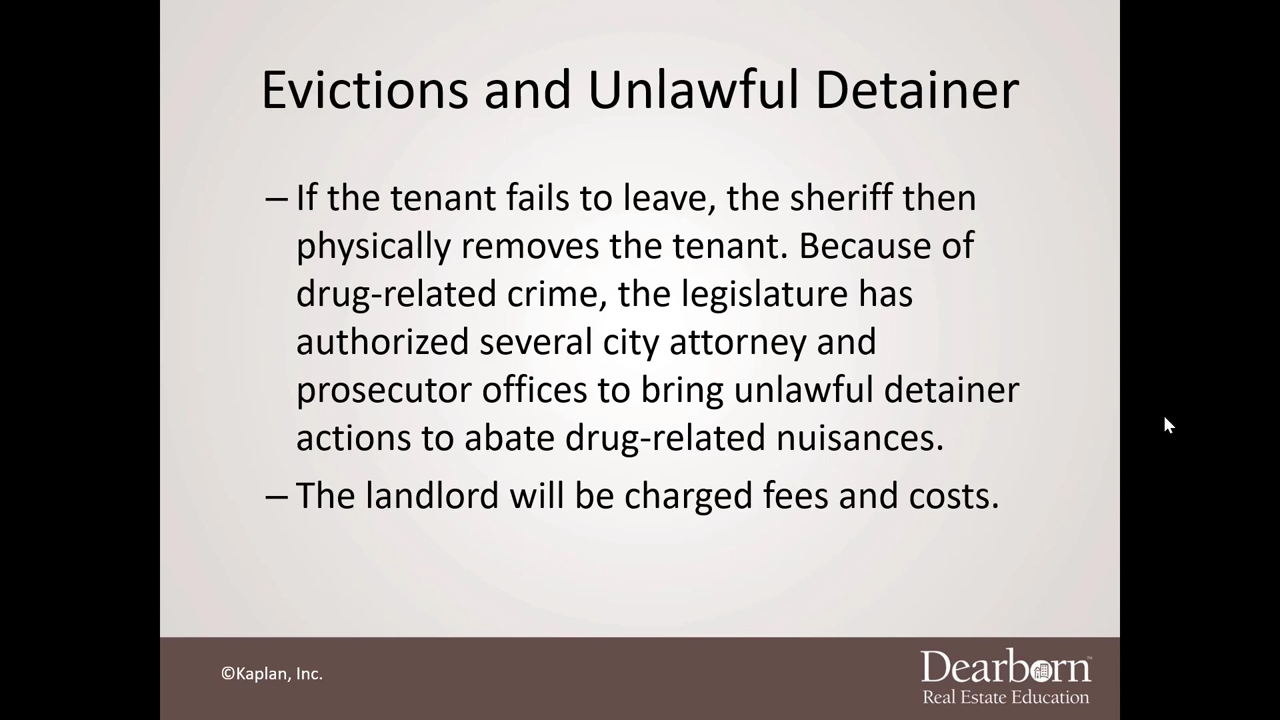 Evictions and Unlawful Detainer
– If the tenant fails to leave, the sheriff then
physically removes the tenant. Because of
drug-related crime, the legislature has
authorized several city attorney and
prosecutor offices to bring unlawful detainer
actions to abate drug-related nuisances.
– The landlord will be charged fees and costs.
©Kaplan, Inc.
Dearborn™
Real Estate Education